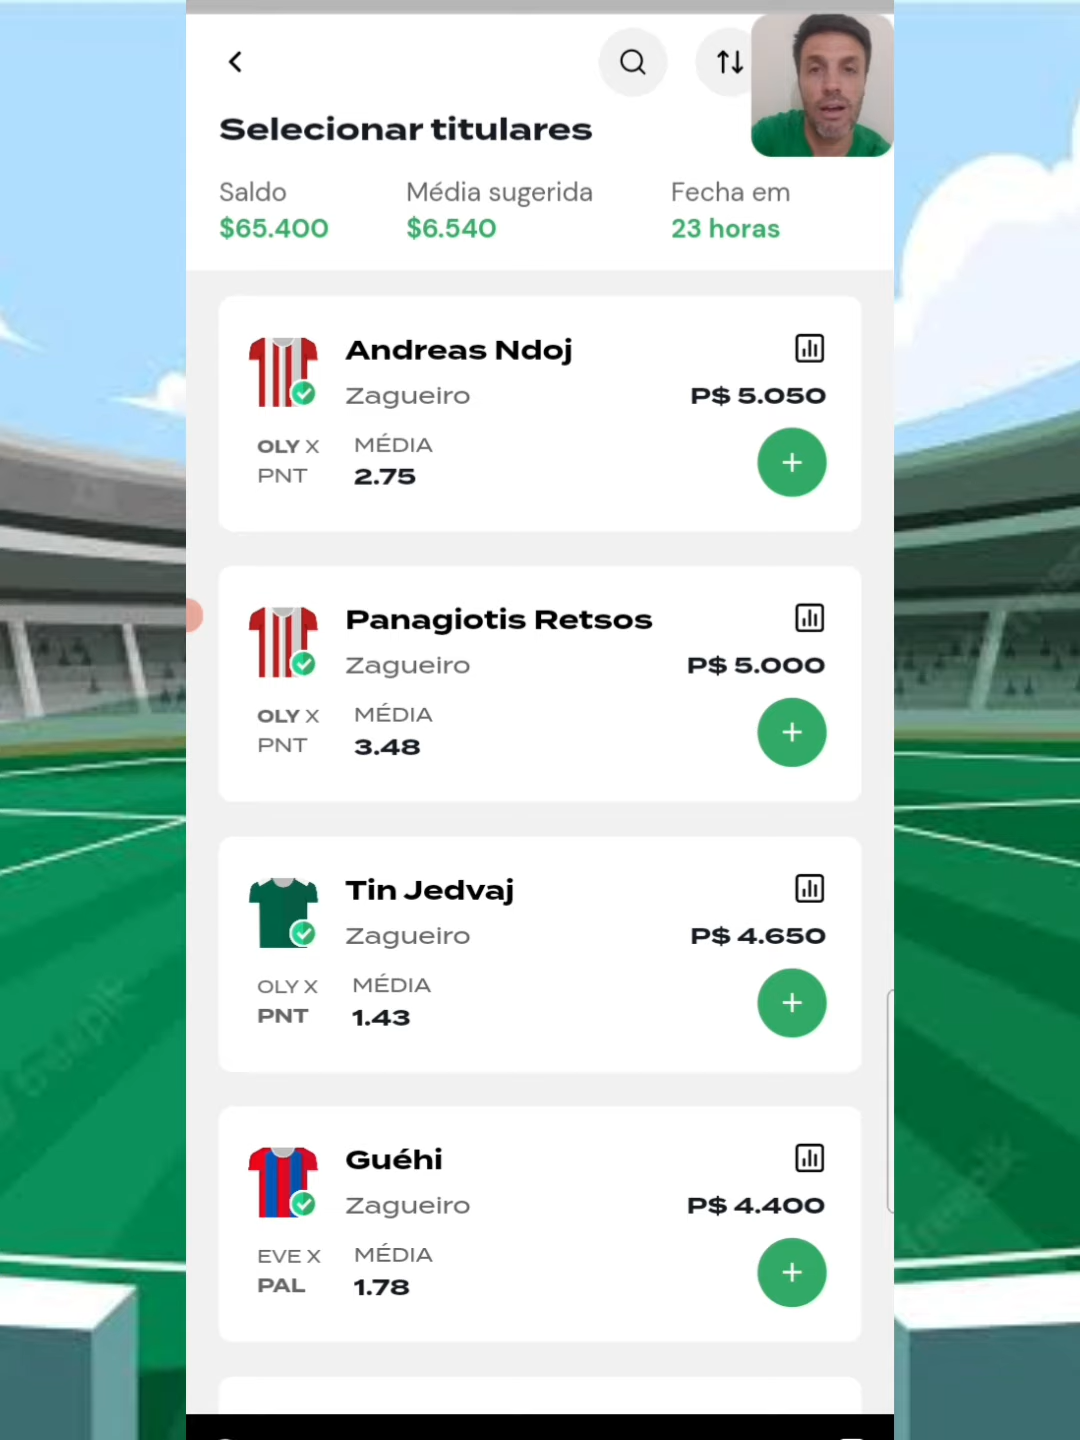 Selecionar titulares
Saldo
Média sugerida
Fecha em
$65.400
$6.540
23 horas
Andreas Ndoj
Zagueiro
P$ 5.050
OLY X
PNT
MÉDIA
2.75
Panagiotis Retsos
Zagueiro
P$ 5.000
OLY X
PNT
MÉDIA
3.48
Tin Jedvaj
Zagueiro
P$ 4.650
OLY X
PNT
MÉDIA
1.43
Guéhi
Zagueiro
P$ 4.400
EVE X
PAL
MÉDIA
1.78